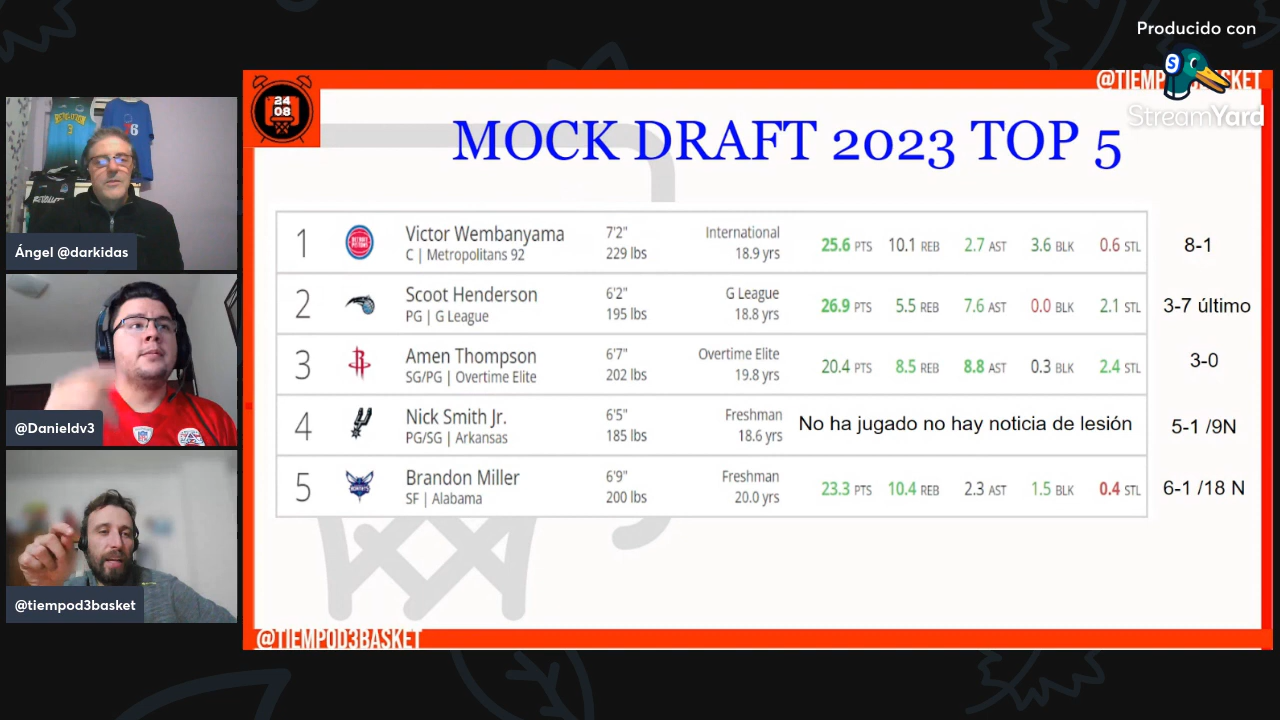 Producido con
StreamYard
@TIEMPOD3BASKET
24
08
MOCK DRAFT 2023 TOP 5
1 Victor Wembanyama 7'2" International 25.6 PTS 10.1 REB 2.7 AST 3.6 BLK 0.6 STL 8-1
C | Metropolitans 92 229 lbs 18.9 yrs
2 Scoot Henderson 6'2" G League 26.9 PTS 5.5 REB 7.6 AST 0.0 BLK 2.1 STL 3-7 último
PG | G League 195 lbs 18.8 yrs
3 Amen Thompson 6'7" Overtime Elite 20.4 PTS 8.5 REB 8.8 AST 0.3 BLK 2.4 STL 3-0
SG/PG | Overtime Elite 202 lbs 19.8 yrs
4 Nick Smith Jr. 6'5" Freshman No ha jugado no hay noticia de lesión 5-1 /9N
PG/SG | Arkansas 185 lbs 18.6 yrs
5 Brandon Miller 6'9" Freshman 23.3 PTS 10.4 REB 2.3 AST 1.5 BLK 0.4 STL 6-1 /18 N
SF | Alabama 200 lbs 20.0 yrs
@TIEMPOD3BASKET
Ángel @darkidas
@Danieldv3
@tiempod3basket